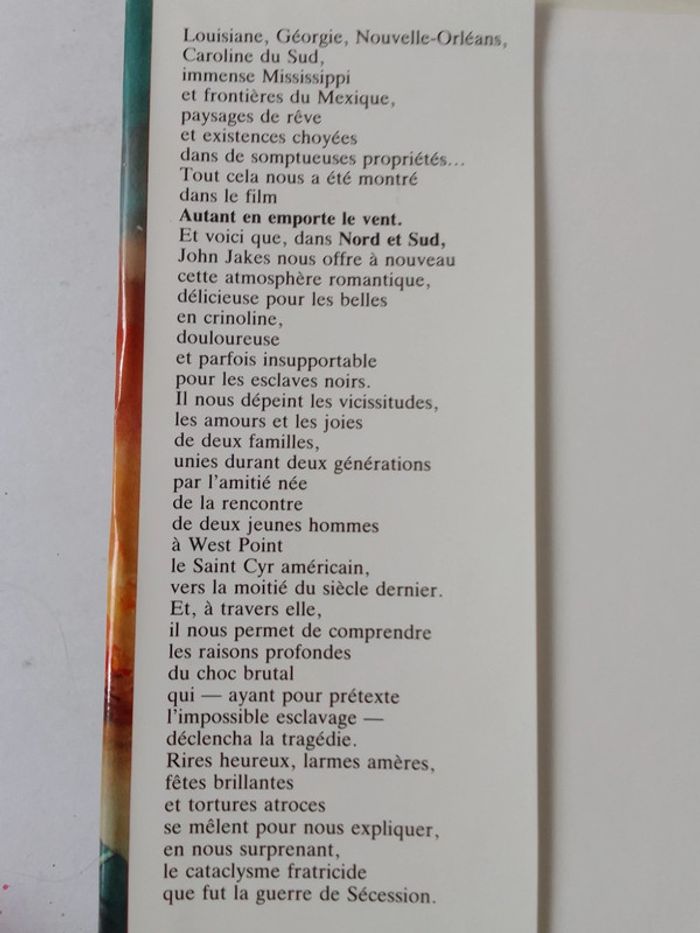 Louisiane, Géorgie, Nouvelle-Orléans,
Caroline du Sud,
immense Mississippi
et frontières du Mexique,
paysages de rêve
et existences choyées
dans de somptueuses propriétés...
Tout cela nous a été montré
dans le film
Autant en emporte le vent.
Et voici que, dans Nord et Sud,
John Jakes nous offre à nouveau
cette atmosphère romantique,
délicieuse pour les belles
en crinoline,
douloureuse
et parfois insupportable
pour les esclaves noirs.
Il nous dépeint les vicissitudes,
les amours et les joies
de deux familles,
unies durant deux générations
par l'amitié née
de la rencontre
de deux jeunes hommes
à West Point
le Saint Cyr américain,
vers la moitié du siècle dernier.
Et, à travers elle,
il nous permet de comprendre
les raisons profondes
du choc brutal
qui — ayant pour prétexte
l'impossible esclavage —
déclencha la tragédie.
Rires heureux, larmes amères,
fêtes brillantes
et tortures atroces
se mêlent pour nous expliquer,
en nous surprenant,
le cataclysme fratricide
que fut la guerre de Sécession.